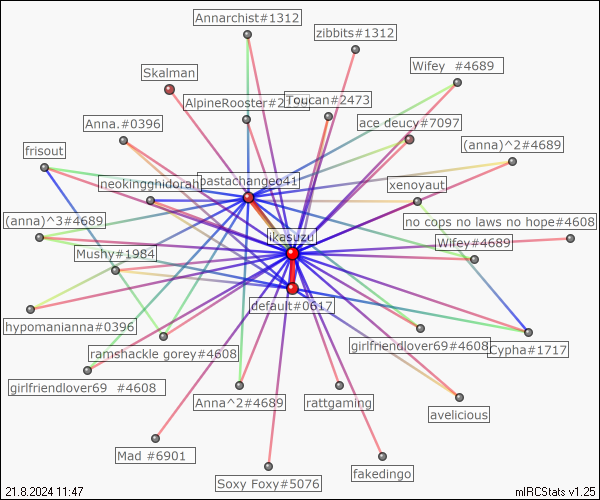 Annarchist#1312
zibbits#1312
Wifey  #4689
Skalman
AlpineRooster#2
Toucan#2473
ace deucy#7097
Anna.#0396
(anna)^2#4689
frisout
bastachangeo41
neokingghidorah
xenoyaut
(anna)^3#4689
no cops no laws no hope#4608
ikasuzu
Wifey#4689
Mushy#1984
default#0617
hypomanianna#0396
ramshackle gorey#4608
girlfriendlover69#4608
Cypha#1717
girlfriendlover69  #4608
Anna^2#4689
rattgaming
avelicious
Mad #6901
Soxy Foxy#5076
fakedingo
21.8.2024 11:47
mIRCStats v1.25